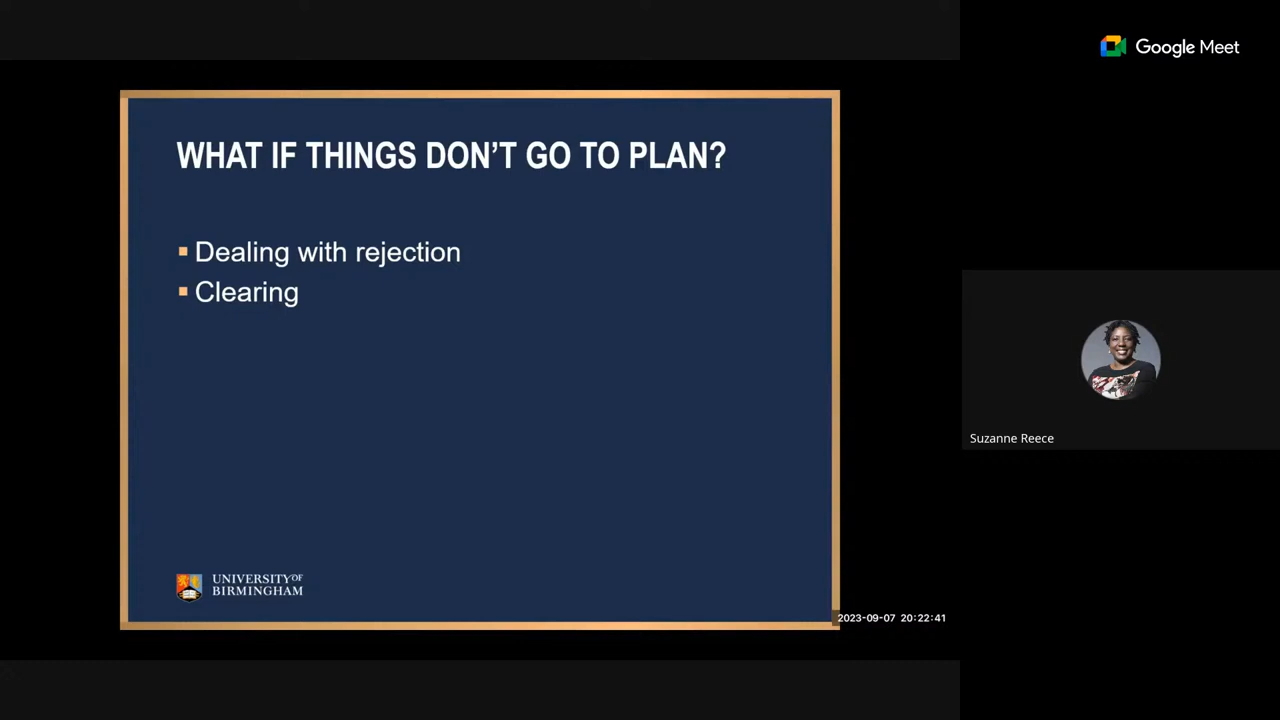 Google Meet
WHAT IF THINGS DON'T GO TO PLAN?
▪ Dealing with rejection
▪ Clearing
Suzanne Reece
UNIVERSITY OF
BIRMINGHAM
2023-09-07 20:22:41